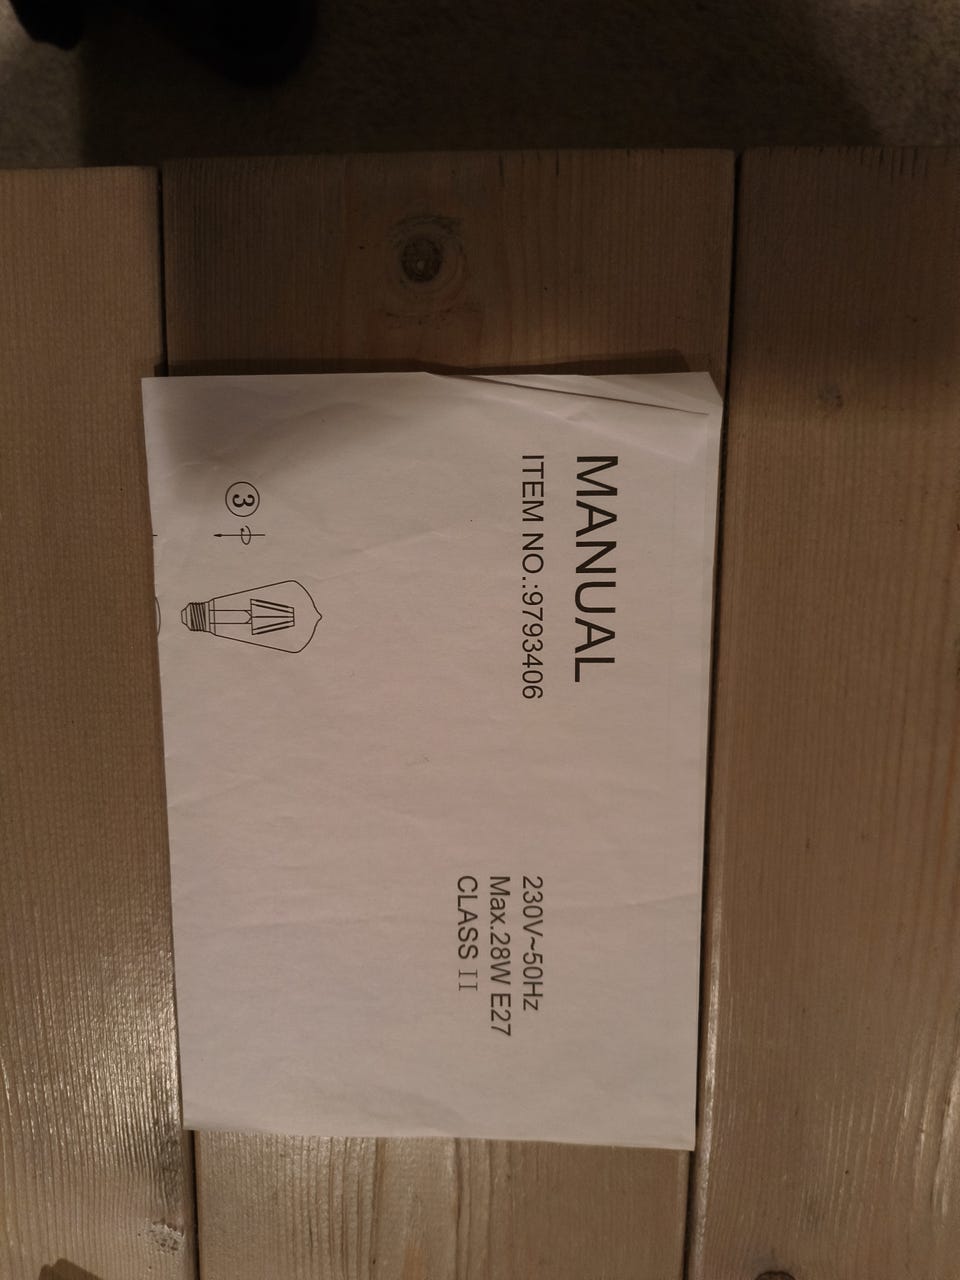 MANUAL
ITEM NO.:9793406
230V~50Hz
Max.28W E27
CLASS II
③